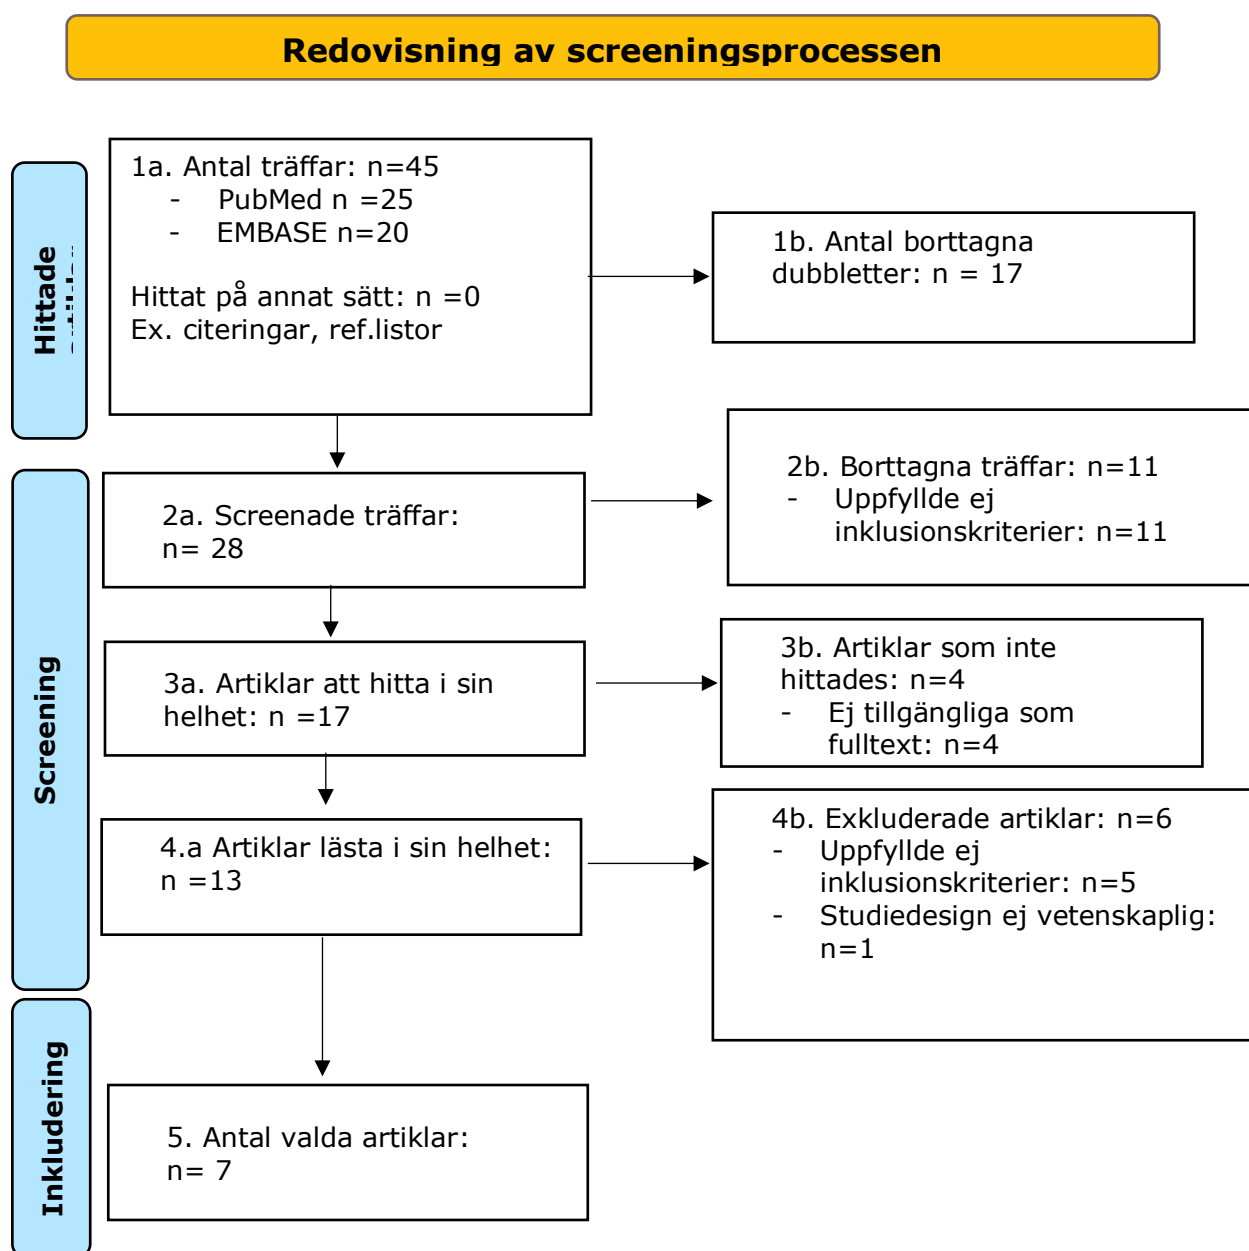 Redovisning av screeningsprocessen
Hittade
1a. Antal träffar: n=45
- PubMed n =25
- EMBASE n=20
Hittat på annat sätt: n =0
Ex. citeringar, ref.listor
1b. Antal borttagna
dubbletter: n = 17
Screening
2a. Screenade träffar:
n= 28
2b. Borttagna träffar: n=11
- Uppfyllde ej
inklusionskriterier: n=11
3a. Artiklar att hitta i sin
helhet: n =17
3b. Artiklar som inte
hittades: n=4
- Ej tillgängliga som
fulltext: n=4
4.a Artiklar lästa i sin helhet:
n =13
4b. Exkluderade artiklar: n=6
- Uppfyllde ej
inklusionskriterier: n=5
- Studiedesign ej vetenskaplig:
n=1
Inkludering
5. Antal valda artiklar:
n= 7